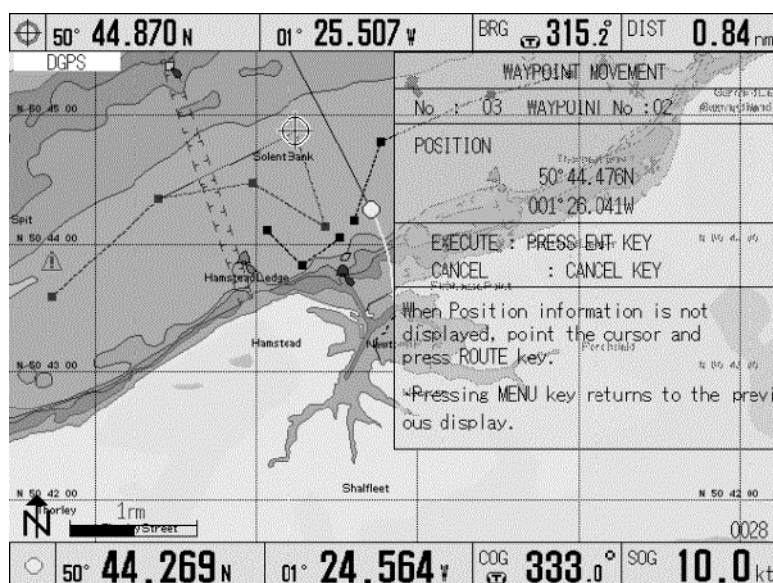 50° 44.870 N 01° 25.507 W BRG T 315.2° DIST 0.84 nm
DGPS
WAYPOINT MOVEMENT
N 50 45 00
No : 03 WAYPOINT No :02
POSITION
Solent Bank
50°44.476N
001°26.041W
Spit
N 50 44 00
EXECUTE : PRESS ENT KEY
CANCEL : CANCEL KEY
Hamstead Ledge
When Position information is not
displayed, point the cursor and
press ROUTE key.
Hamstead
N 50 43 00
·Pressing MENU key returns to the previ
ous display.
Shalfleet
N 50 42 00
N 50 42 00
Thorley
N
1nm
Street
0028
50° 44.269 N 01° 24.564 W COG T 333.0° SOG 10.0 kt